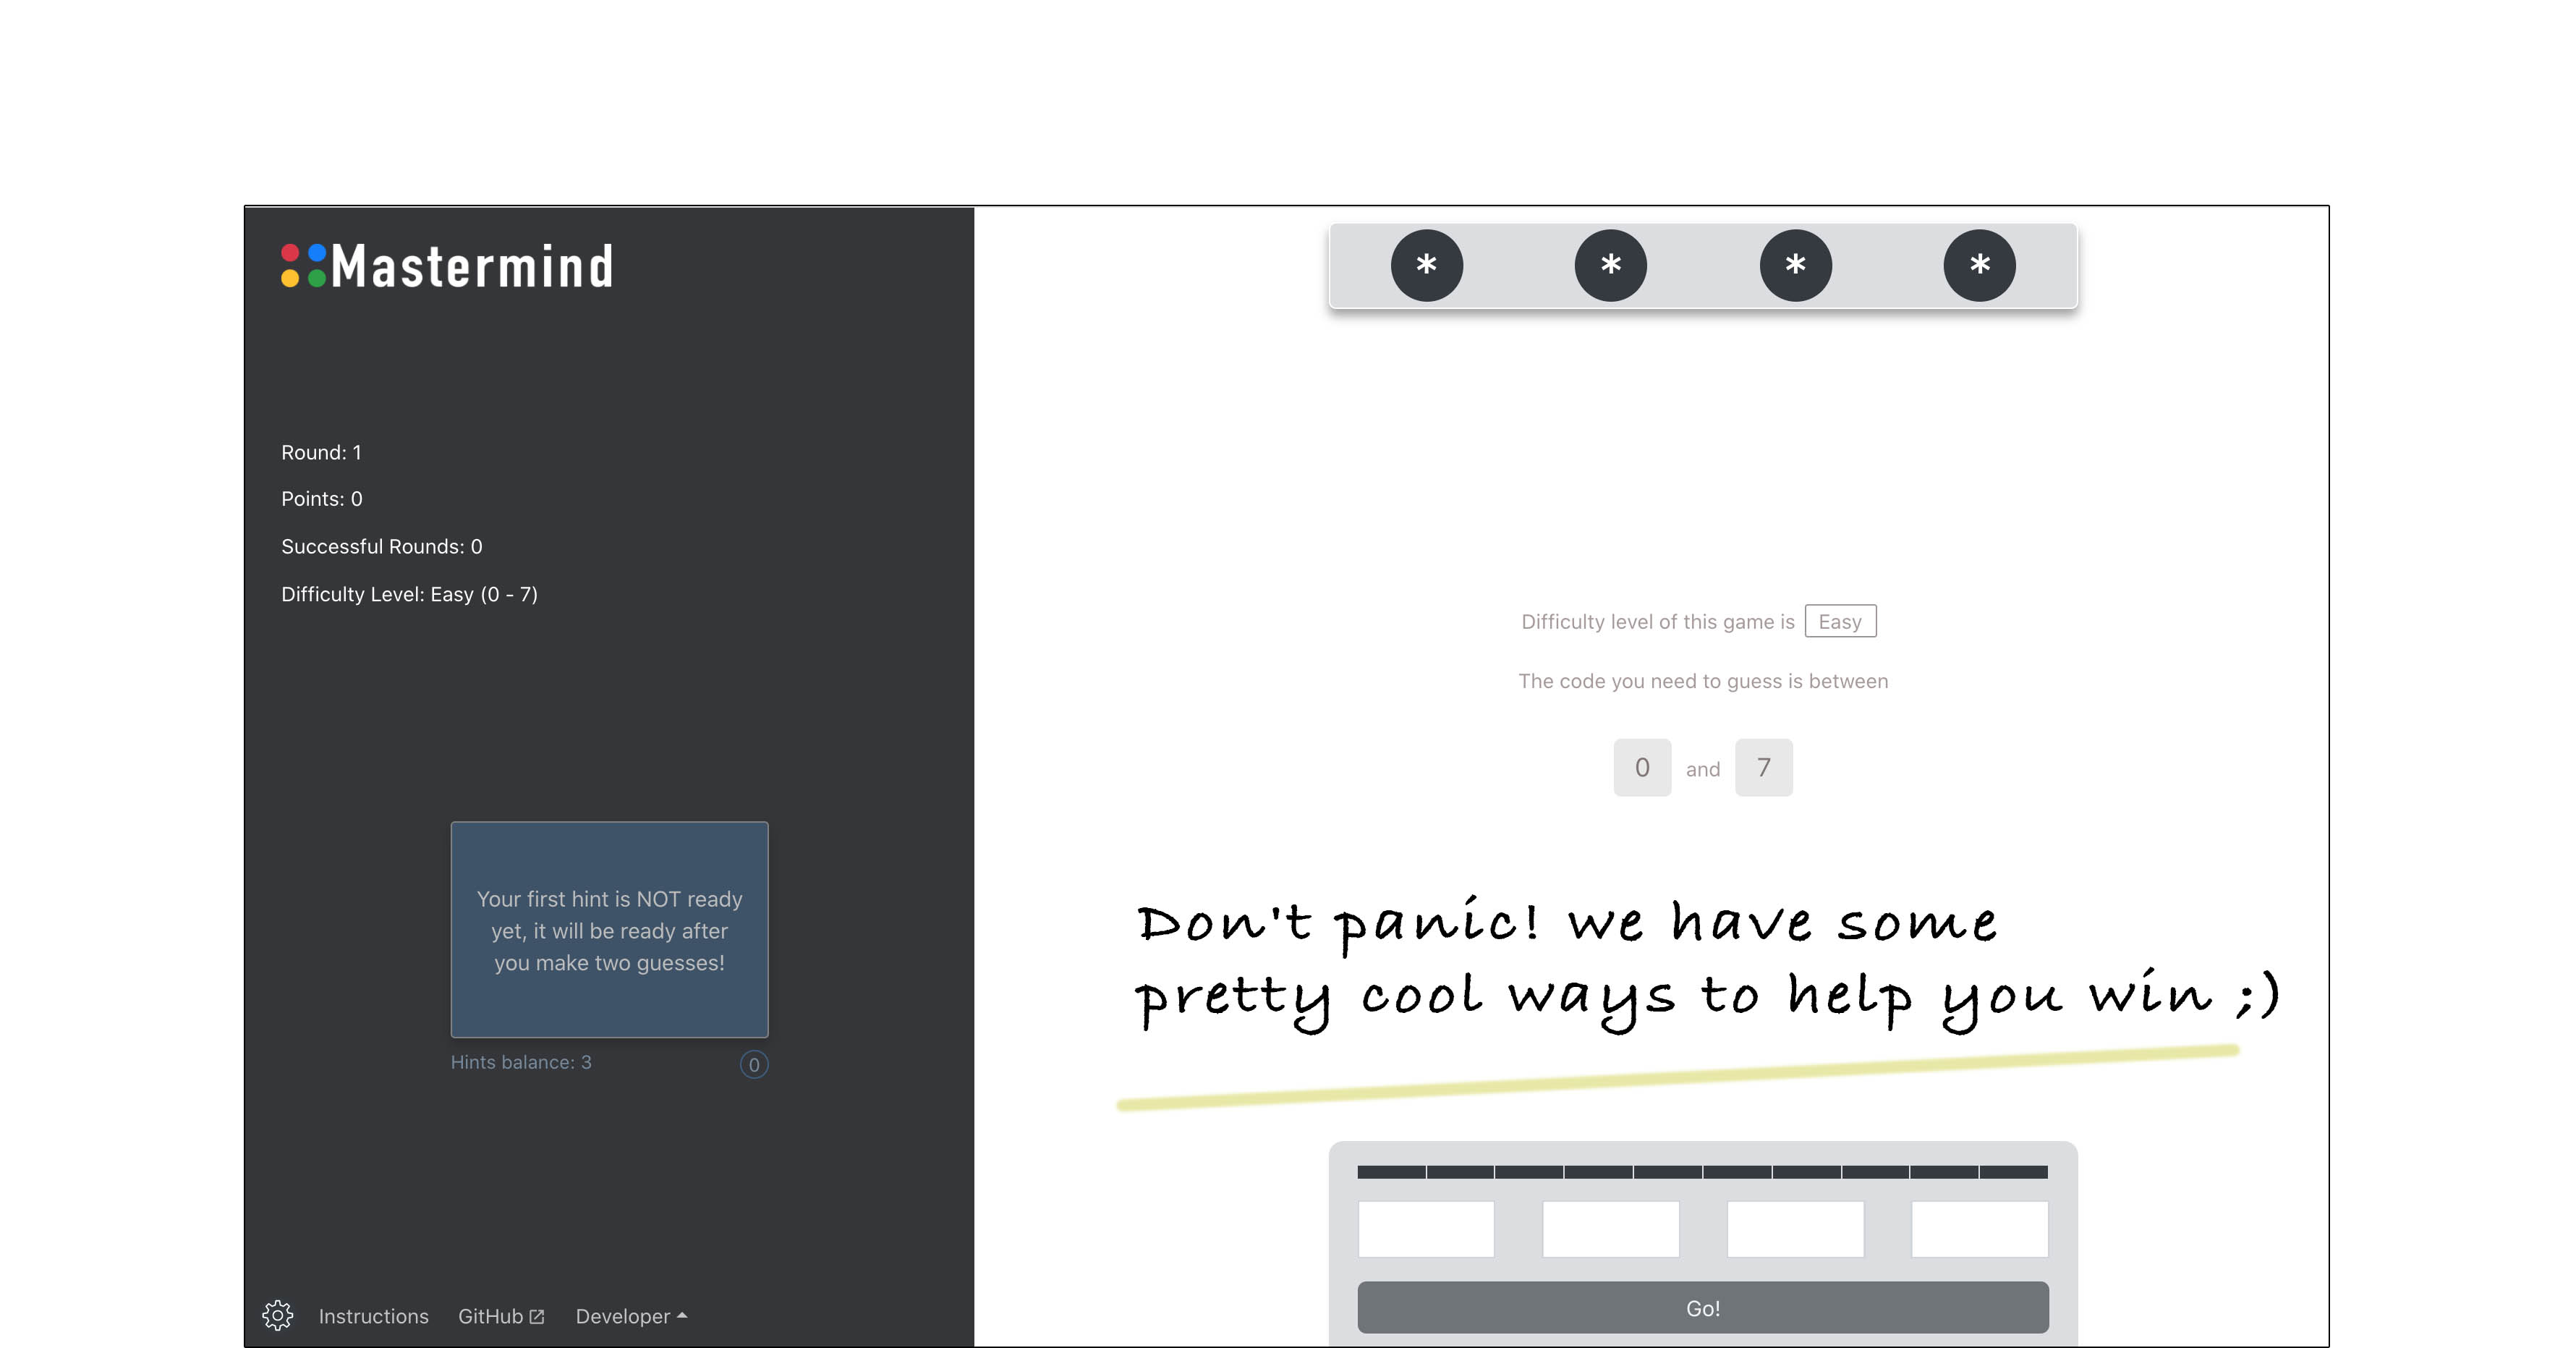 Mastermind
* * * *
Round: 1
Points: 0
Successful Rounds: 0
Difficulty Level: Easy (0 - 7)
Difficulty level of this game is Easy
The code you need to guess is between
0 and 7
Your first hint is NOT ready
yet, it will be ready after
you make two guesses!
Hints balance: 3 0
Don't panic! we have some
pretty cool ways to help you win ;)
Go!
Instructions GitHub Developer